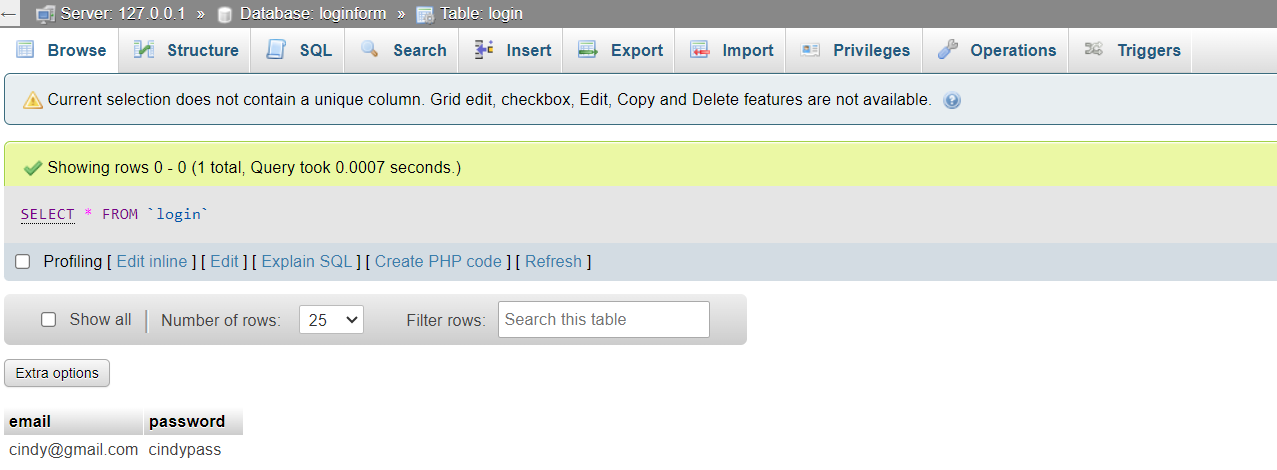 ← Server: 127.0.0.1 » Database: loginform » Table: login
Browse Structure SQL Search Insert Export Import Privileges Operations Triggers
Current selection does not contain a unique column. Grid edit, checkbox, Edit, Copy and Delete features are not available.
Showing rows 0 - 0 (1 total, Query took 0.0007 seconds.)
SELECT * FROM `login`
Profiling [ Edit inline ] [ Edit ] [ Explain SQL ] [ Create PHP code ] [ Refresh ]
Show all Number of rows: 25 Filter rows: Search this table
Extra options
email password
cindy@gmail.com cindypass